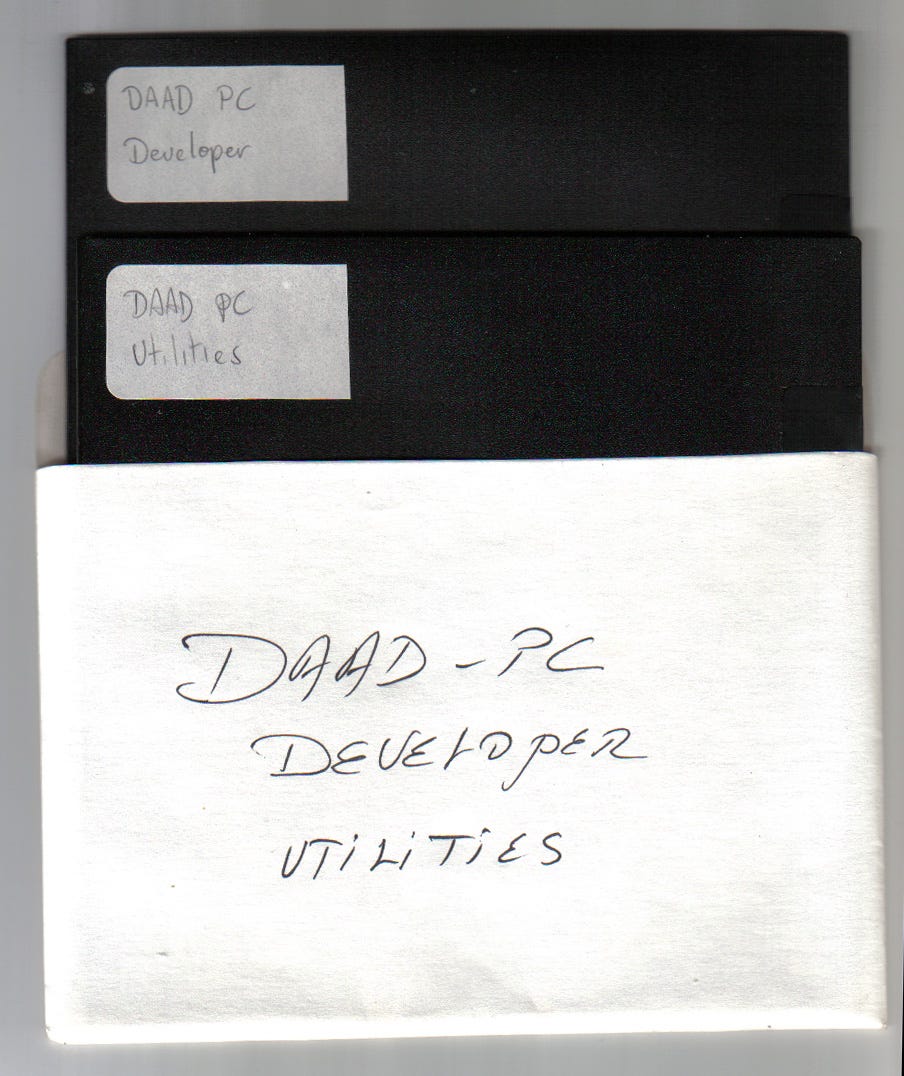 DAAD PC
Developer
DAAD PC
Utilities
DAAD - PC
DEVELOPER
UTiLiTiES